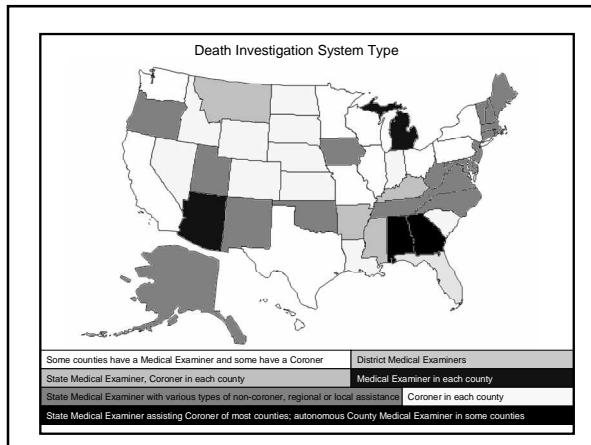 Death Investigation System Type
Some counties have a Medical Examiner and some have a Coroner
District Medical Examiners
State Medical Examiner, Coroner in each county
Medical Examiner in each county
State Medical Examiner with various types of non-coroner, regional or local assistance
Coroner in each county
State Medical Examiner assisting Coroner of most counties; autonomous County Medical Examiner in some counties